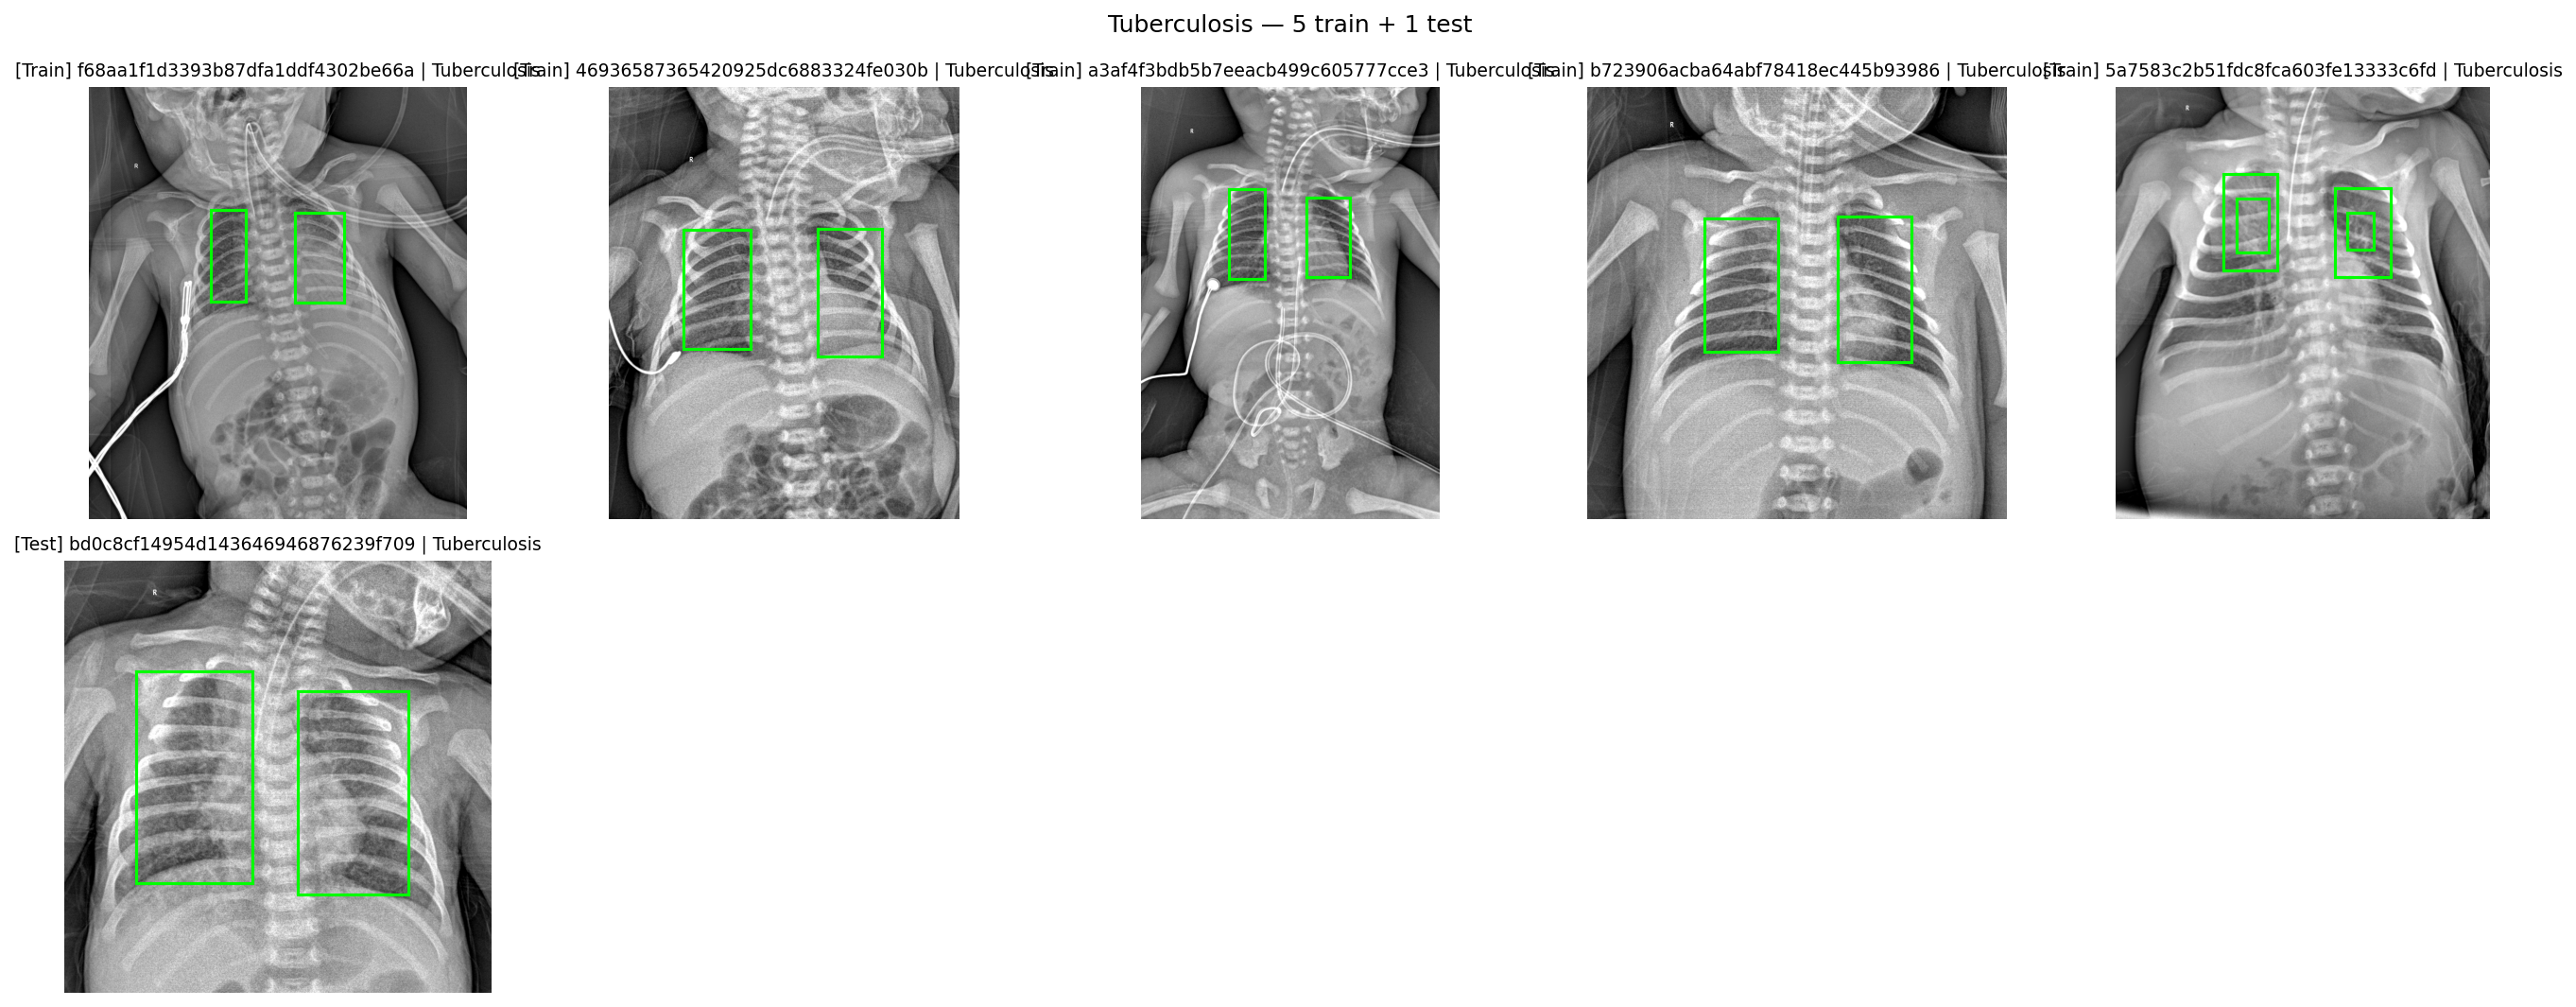 Tuberculosis — 5 train + 1 test
[Train] f68aa1f1d3393b87dfa1ddf4302be66a | Tuberculosis
[Train] 46936587365420925dc6883324fe030b | Tuberculosis
[Train] a3af4f3bdb5b7eeacb499c605777cce3 | Tuberculosis
[Train] b723906acba64abf78418ec445b93986 | Tuberculosis
[Train] 5a7583c2b51fdc8fca603fe13333c6fd | Tuberculosis
R
R
R
R
R
[Test] bd0c8cf14954d143646946876239f709 | Tuberculosis
R